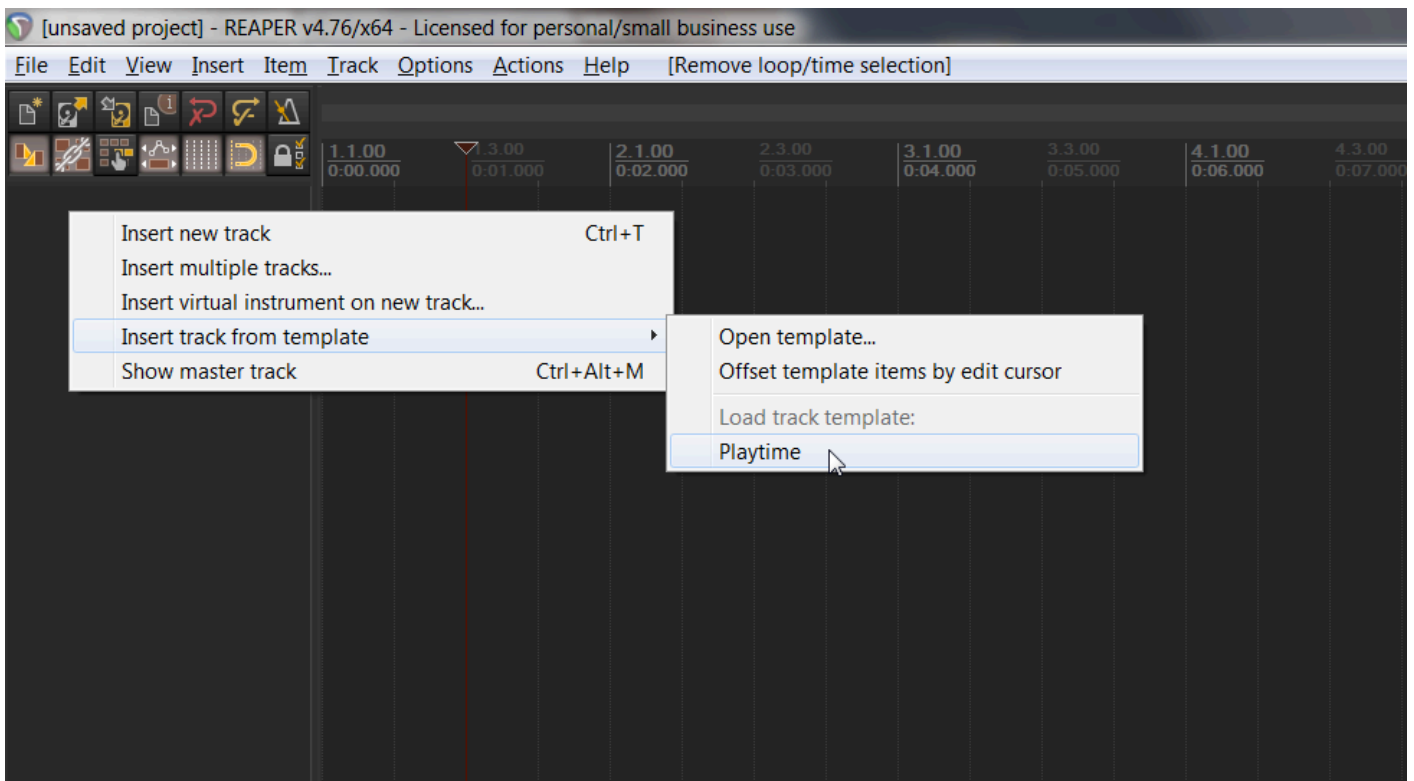 [unsaved project] - REAPER v4.76/x64 - Licensed for personal/small business use
File Edit View Insert Item Track Options Actions Help [Remove loop/time selection]
1.1.00 1.3.00 2.1.00 2.3.00 3.1.00 3.3.00 4.1.00 4.3.00
0:00.000 0:01.000 0:02.000 0:03.000 0:04.000 0:05.000 0:06.000 0:07.000
Insert new track Ctrl+T
Insert multiple tracks...
Insert virtual instrument on new track...
Insert track from template
Show master track Ctrl+Alt+M
Open template...
Offset template items by edit cursor
Load track template:
Playtime